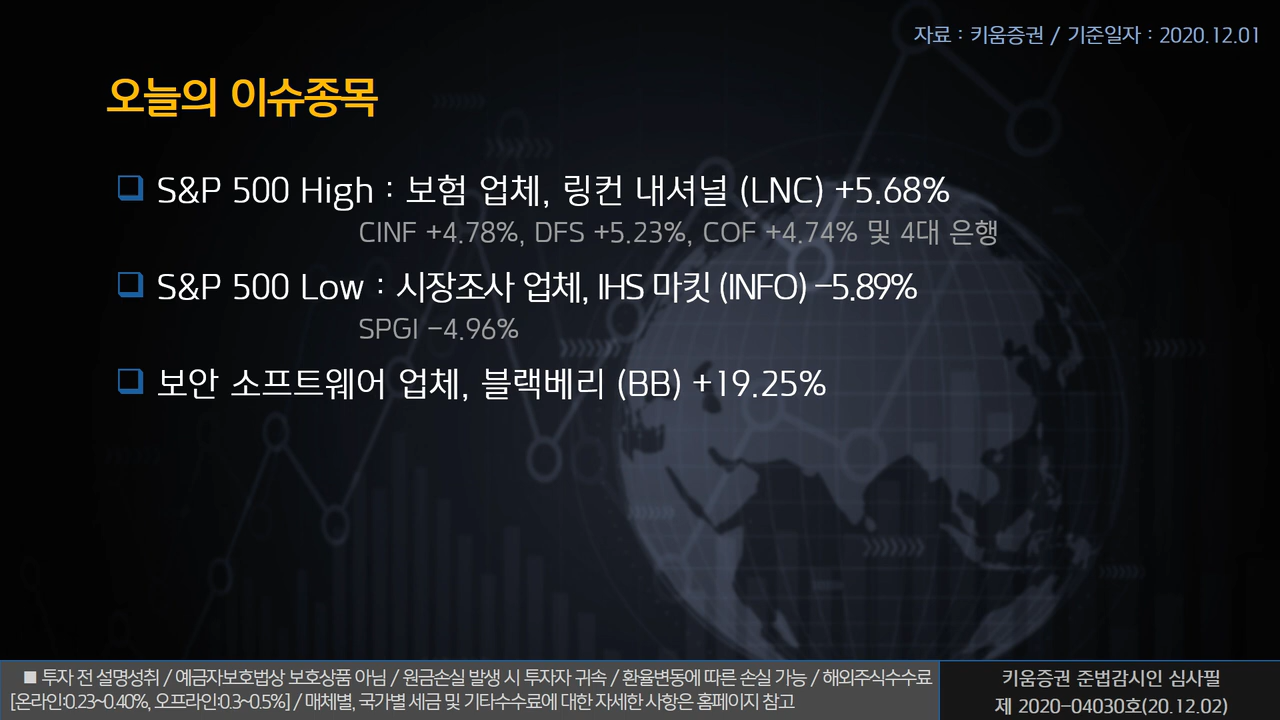 자료 : 키움증권 / 기준일자 : 2020.12.01
오늘의 이슈종목
❑ S&P 500 High : 보험 업체, 링컨 내셔널 (LNC) +5.68%
CINF +4.78%, DFS +5.23%, COF +4.74% 및 4대 은행
❑ S&P 500 Low : 시장조사 업체, IHS 마킷 (INFO) -5.89%
SPGI -4.96%
❑ 보안 소프트웨어 업체, 블랙베리 (BB) +19.25%
■ 투자 전 설명성취 / 예금자보호법상 보호상품 아님 / 원금손실 발생 시 투자자 귀속 / 환율변동에 따른 손실 가능 / 해외주식수수료
[온라인:0.23~0.40%, 오프라인:0.3~0.5%] / 매체별, 국가별 세금 및 기타수수료에 대한 자세한 사항은 홈페이지 참고
키움증권 준법감시인 심사필
제 2020-04030호(20.12.02)